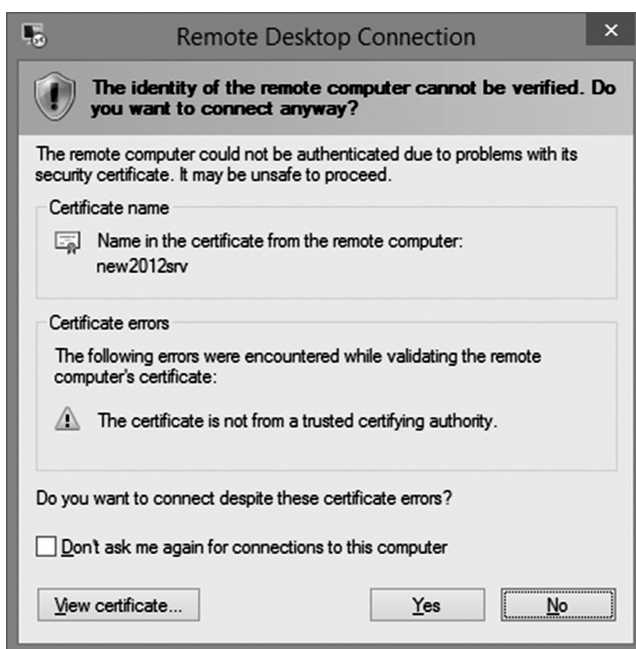 Remote Desktop Connection
The identity of the remote computer cannot be verified. Do
you want to connect anyway?
The remote computer could not be authenticated due to problems with its
security certificate. It may be unsafe to proceed.
Certificate name
Name in the certificate from the remote computer:
new2012srv
Certificate errors
The following errors were encountered while validating the remote
computer's certificate:
The certificate is not from a trusted certifying authority.
Do you want to connect despite these certificate errors?
Don't ask me again for connections to this computer
View certificate...
Yes
No